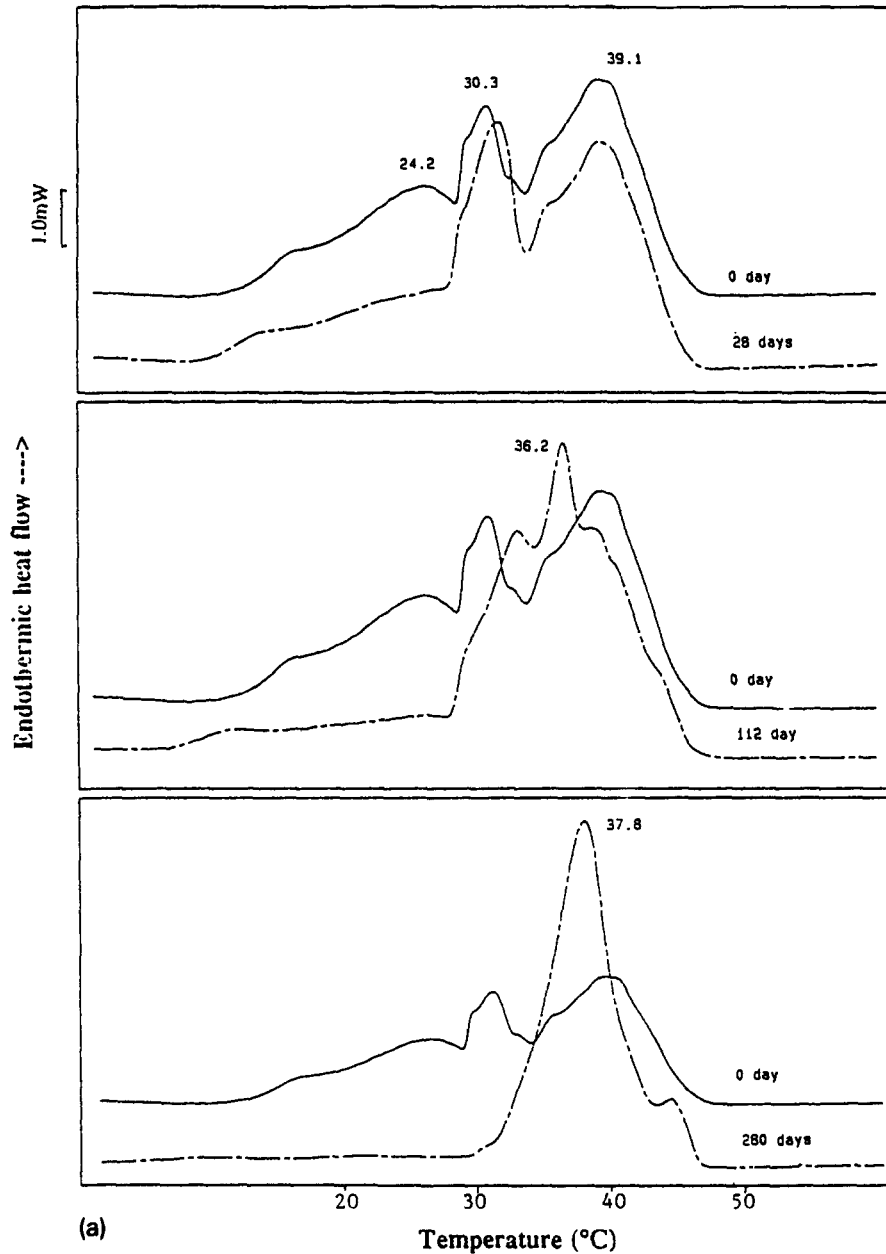 39.1
30.3
24.2
1.0mW
0 day
28 days
36.2
Endothermic heat flow ---->
0 day
112 day
37.8
0 day
280 days
20
30
40
50
(a)
Temperature (°C)